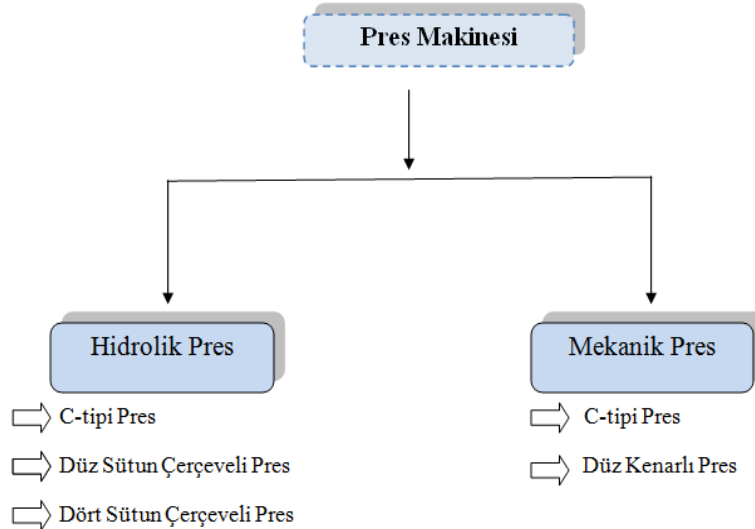 Pres Makinesi
Hidrolik Pres
C-tipi Pres
Düz Sütun Çerçeveli Pres
Dört Sütun Çerçeveli Pres
Mekanik Pres
C-tipi Pres
Düz Kenarlı Pres